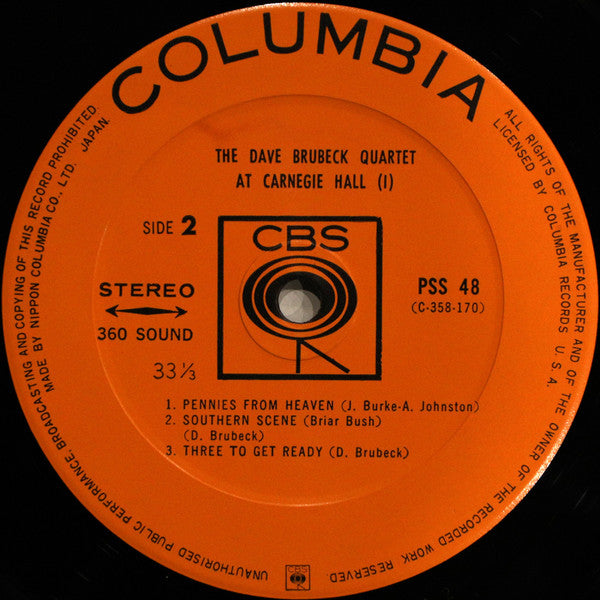 COLUMBIA
THE DAVE BRUBECK QUARTET
AT CARNEGIE HALL (I)
SIDE 2
CBS
STEREO
360 SOUND
33⅓
PSS 48
(C-358-170)
1. PENNIES FROM HEAVEN (J. Burke-A. Johnston)
2. SOUTHERN SCENE (Briar Bush)
(D. Brubeck)
3. THREE TO GET READY (D. Brubeck)
ALL RIGHTS OF THE MANUFACTURER AND OF THE OWNER OF THE RECORDED WORK RESERVED.
LICENSED BY COLUMBIA RECORDS U. S. A.
CBS
UNAUTHORISED PUBLIC PERFORMANCE, BROADCASTING AND COPYING OF THIS RECORD PROHIBITED.
MADE BY NIPPON COLUMBIA CO., LTD. JAPAN.